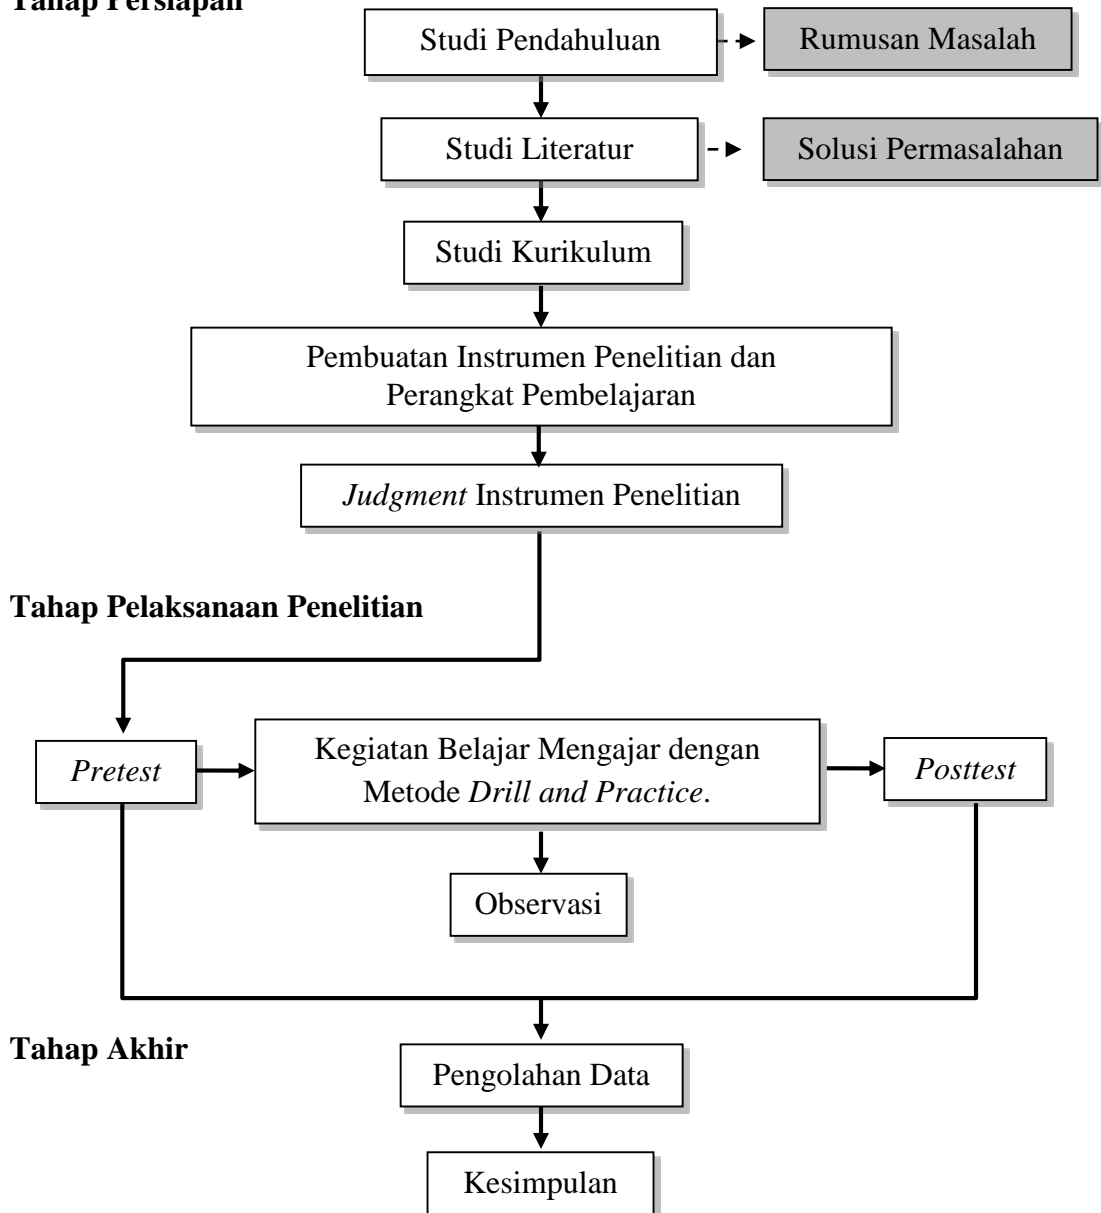 Tahap Persiapan
Studi Pendahuluan
Rumusan Masalah
Studi Literatur
Solusi Permasalahan
Studi Kurikulum
Pembuatan Instrumen Penelitian dan
Perangkat Pembelajaran
Judgment Instrumen Penelitian
Tahap Pelaksanaan Penelitian
Pretest
Kegiatan Belajar Mengajar dengan
Metode Drill and Practice.
Posttest
Observasi
Tahap Akhir
Pengolahan Data
Kesimpulan